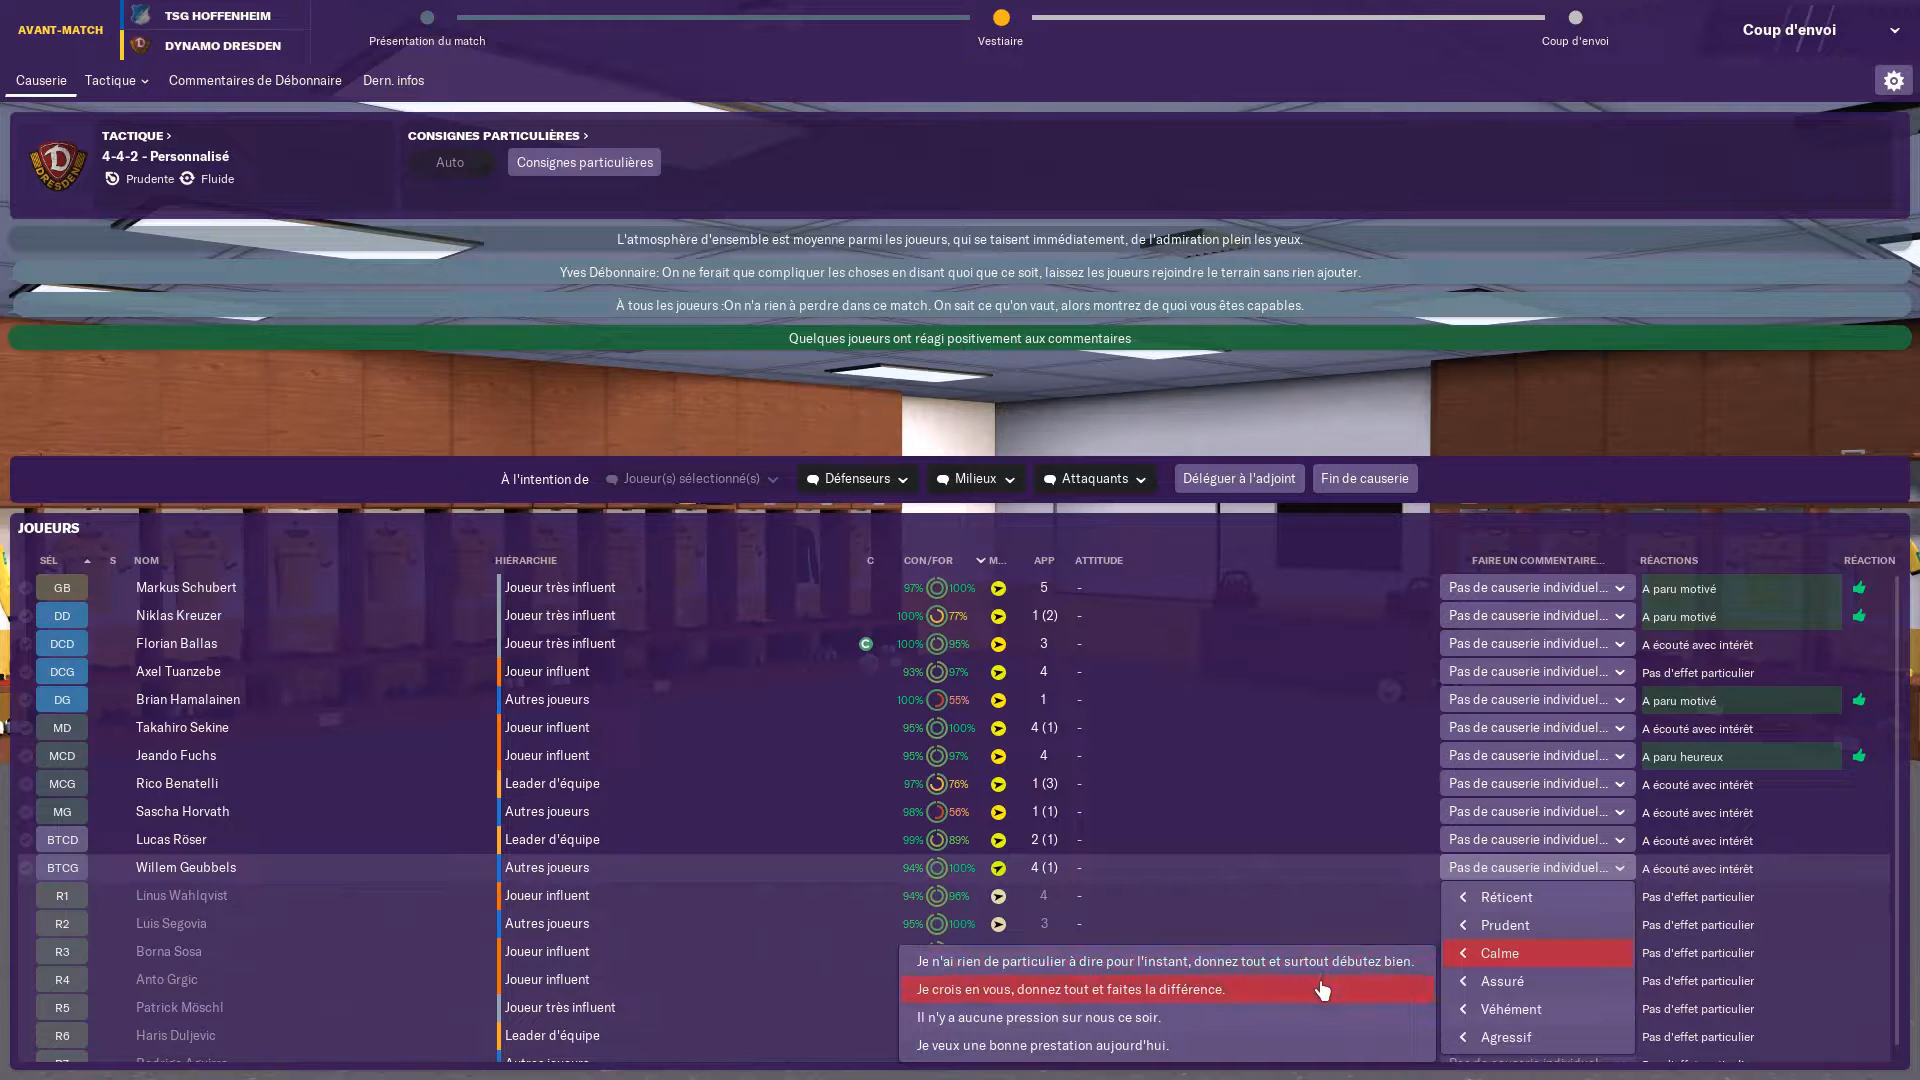 AVANT-MATCH
TSG HOFFENHEIM
DYNAMO DRESDEN
Présentation du match
Vestiaire
Coup d'envoi
Coup d'envoi
Causerie
Tactique
Commentaires de Débonnaire
Dern. infos
TACTIQUE >
4-4-2 - Personnalisé
Prudente
Fluide
CONSIGNES PARTICULIÈRES >
Auto
Consignes particulières
L'atmosphère d'ensemble est moyenne parmi les joueurs, qui se taisent immédiatement, de l'admiration plein les yeux.
Yves Débonnaire: On ne ferait que compliquer les choses en disant quoi que ce soit, laissez les joueurs rejoindre le terrain sans rien ajouter.
À tous les joueurs :On n'a rien à perdre dans ce match. On sait ce qu'on vaut, alors montrez de quoi vous êtes capables.
Quelques joueurs ont réagi positivement aux commentaires
À l'intention de
Joueur(s) sélectionné(s)
Défenseurs
Milieux
Attaquants
Déléguer à l'adjoint
Fin de causerie
JOUEURS
SÉL S NOM HIÉRARCHIE C CON/FOR M... APP ATTITUDE FAIRE UN COMMENTAIRE... RÉACTIONS RÉACTION
GB Markus Schubert Joueur très influent 97% 100% 5 - Pas de causerie individuel... A paru motivé
DD Niklas Kreuzer Joueur très influent 100% 77% 1 (2) - Pas de causerie individuel... A paru motivé
DCD Florian Ballas Joueur très influent C 100% 95% 3 - Pas de causerie individuel... A écouté avec intérêt
DCG Axel Tuanzebe Joueur influent 93% 97% 4 - Pas de causerie individuel... Pas d'effet particulier
DG Brian Hamalainen Autres joueurs 100% 55% 1 - Pas de causerie individuel... A paru motivé
MD Takahiro Sekine Joueur influent 95% 100% 4 (1) - Pas de causerie individuel... A écouté avec intérêt
MCD Jeando Fuchs Joueur influent 95% 97% 4 - Pas de causerie individuel... A paru heureux
MCG Rico Benatelli Leader d'équipe 97% 76% 1 (3) - Pas de causerie individuel... A écouté avec intérêt
MG Sascha Horvath Autres joueurs 98% 56% 1 (1) - Pas de causerie individuel... A écouté avec intérêt
BTCD Lucas Röser Leader d'équipe 99% 89% 2 (1) - Pas de causerie individuel... A écouté avec intérêt
BTCG Willem Geubbels Autres joueurs 94% 100% 4 (1) - Pas de causerie individuel... A écouté avec intérêt
R1 Linus Wahlqvist Joueur influent 94% 96% 4 - Réticent Pas d'effet particulier
R2 Luis Segovia Autres joueurs 95% 100% 3 - Prudent Pas d'effet particulier
R3 Borna Sosa Joueur influent Je n'ai rien de particulier à dire pour l'instant, donnez tout et surtout débutez bien. Calme Pas d'effet particulier
R4 Anto Grgic Joueur influent Je crois en vous, donnez tout et faites la différence. Assuré Pas d'effet particulier
R5 Patrick Möschl Joueur très influent Il n'y a aucune pression sur nous ce soir. Véhément Pas d'effet particulier
R6 Haris Duljevic Leader d'équipe Je veux une bonne prestation aujourd'hui. Agressif Pas d'effet particulier